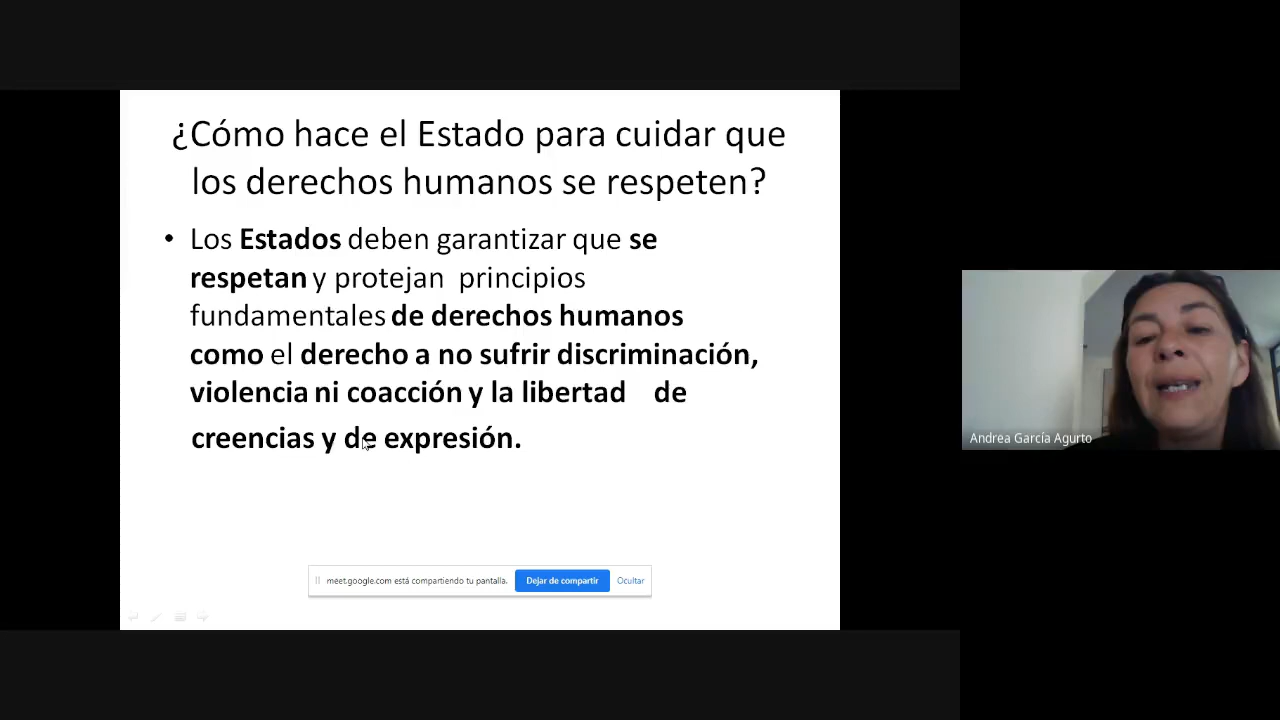 ¿Cómo hace el Estado para cuidar que
los derechos humanos se respeten?
• Los Estados deben garantizar que se
respetan y protejan principios
fundamentales de derechos humanos
como el derecho a no sufrir discriminación,
violencia ni coacción y la libertad de
creencias y de expresión.
meet.google.com está compartiendo tu pantalla. Dejar de compartir Ocultar
Andrea García Agurto